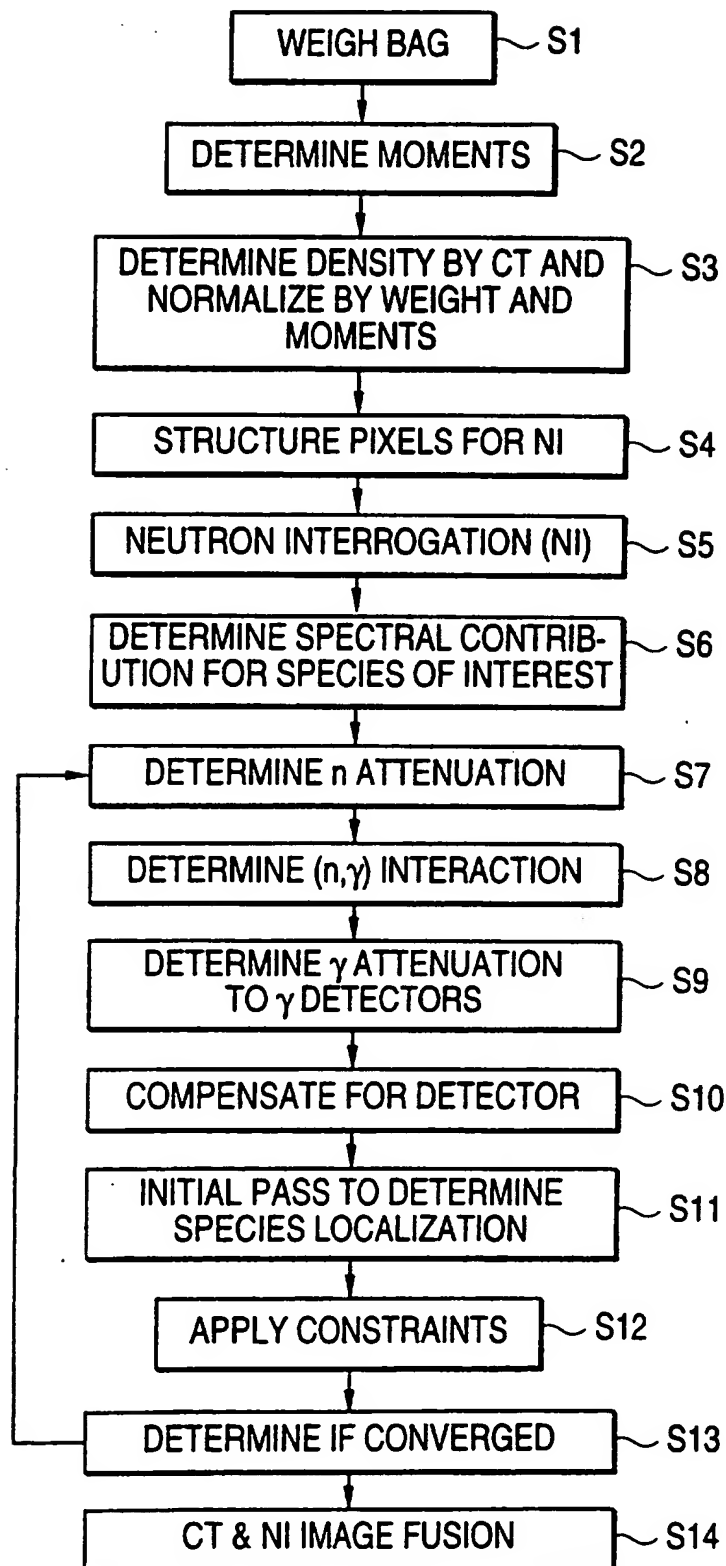 WEIGH BAG
S1
DETERMINE MOMENTS
S2
DETERMINE DENSITY BY CT AND
NORMALIZE BY WEIGHT AND
MOMENTS
S3
STRUCTURE PIXELS FOR NI
S4
NEUTRON INTERROGATION (NI)
S5
DETERMINE SPECTRAL CONTRIB-
UTION FOR SPECIES OF INTEREST
S6
DETERMINE n ATTENUATION
S7
DETERMINE (n,γ) INTERACTION
S8
DETERMINE γ ATTENUATION
TO γ DETECTORS
S9
COMPENSATE FOR DETECTOR
S10
INITIAL PASS TO DETERMINE
SPECIES LOCALIZATION
S11
APPLY CONSTRAINTS
S12
DETERMINE IF CONVERGED
S13
CT & NI IMAGE FUSION
S14